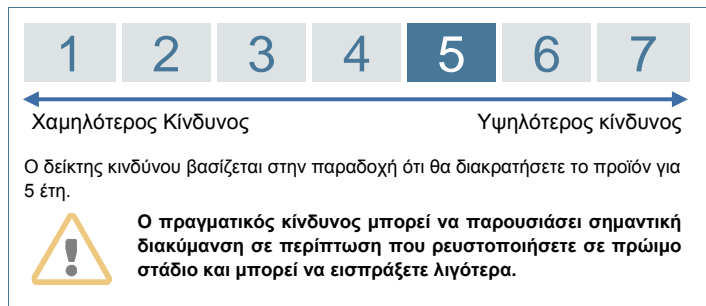 1 2 3 4 5 6 7
Χαμηλότερος Κίνδυνος Υψηλότερος κίνδυνος
Ο δείκτης κινδύνου βασίζεται στην παραδοχή ότι θα διακρατήσετε το προϊόν για
5 έτη.
Ο πραγματικός κίνδυνος μπορεί να παρουσιάσει σημαντική
διακύμανση σε περίπτωση που ρευστοποιήσετε σε πρώιμο
στάδιο και μπορεί να εισπράξετε λιγότερα.